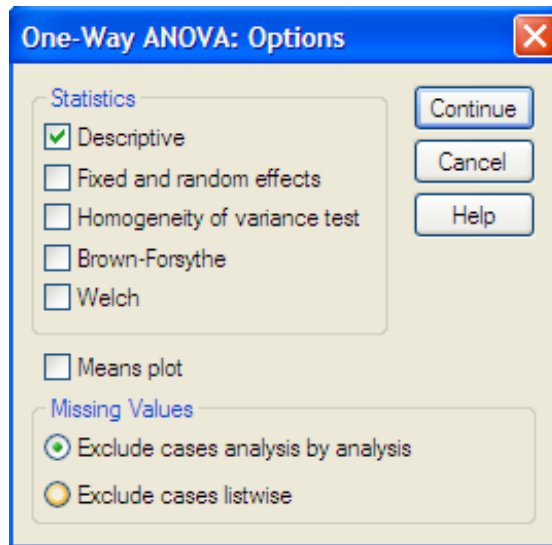 One-Way ANOVA: Options
Statistics
Descriptive
Fixed and random effects
Homogeneity of variance test
Brown-Forsythe
Welch
Continue
Cancel
Help
Means plot
Missing Values
Exclude cases analysis by analysis
Exclude cases listwise